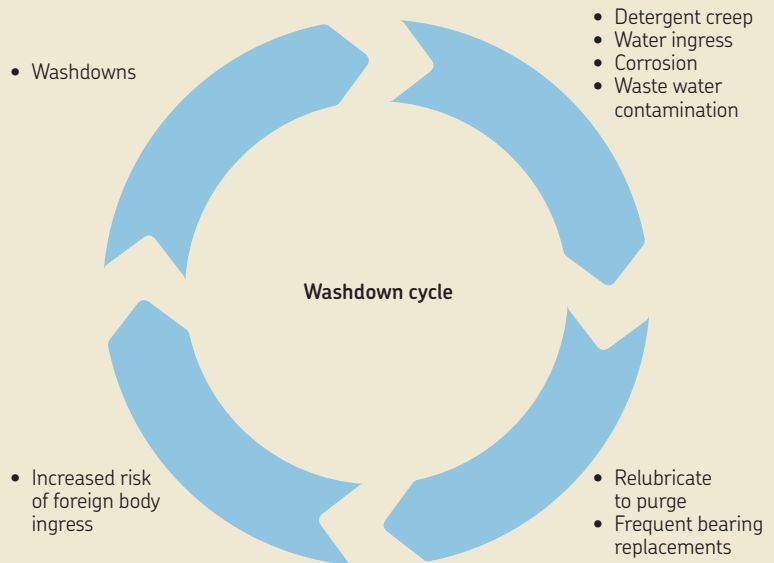 • Washdowns
• Detergent creep
• Water ingress
• Corrosion
• Waste water
contamination
Washdown cycle
• Increased risk
of foreign body
ingress
• Relubricate
to purge
• Frequent bearing
replacements